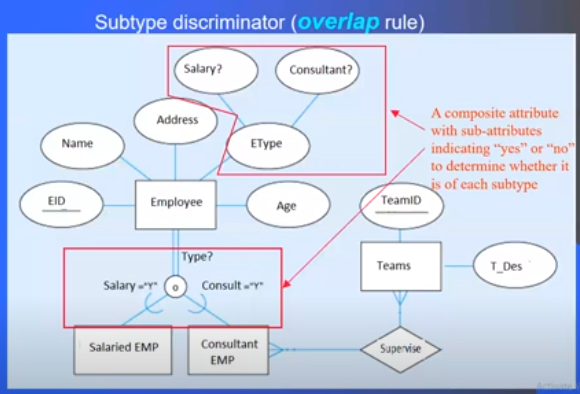 Subtype discriminator (overlap rule)
Salary?
Consultant?
Address
Name
EType
A composite attribute
with sub-attributes
indicating “yes” or “no”
to determine whether it
is of each subtype
EID
Employee
Age
TeamID
Type?
Salary ="Y"
o
Consult ="Y"
Teams
T_Des
Salaried EMP
Consultant
EMP
Supervise
Activate